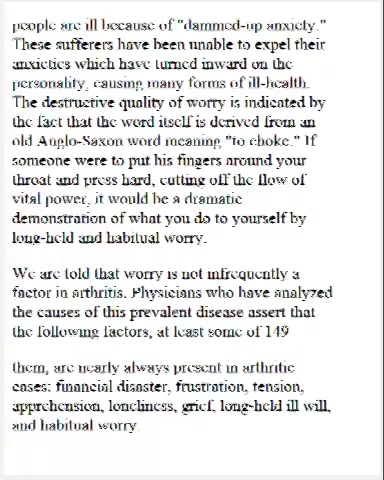 people are ill because of "dammed-up anxiety."
These sufferers have been unable to expel their
anxieties which have turned inward on the
personality, causing many forms of ill-health.
The destructive quality of worry is indicated by
the fact that the word itself is derived from an
old Anglo-Saxon word meaning "to choke." If
someone were to put his fingers around your
throat and press hard, cutting off the flow of
vital power, it would be a dramatic
demonstration of what you do to yourself by
long-held and habitual worry.
We are told that worry is not infrequently a
factor in arthritis. Physicians who have analyzed
the causes of this prevalent disease assert that
the following factors, at least some of 149
them, are nearly always present in arthritic
cases: financial disaster, frustration, tension,
apprehension, loneliness, grief, long-held ill will,
and habitual worry.